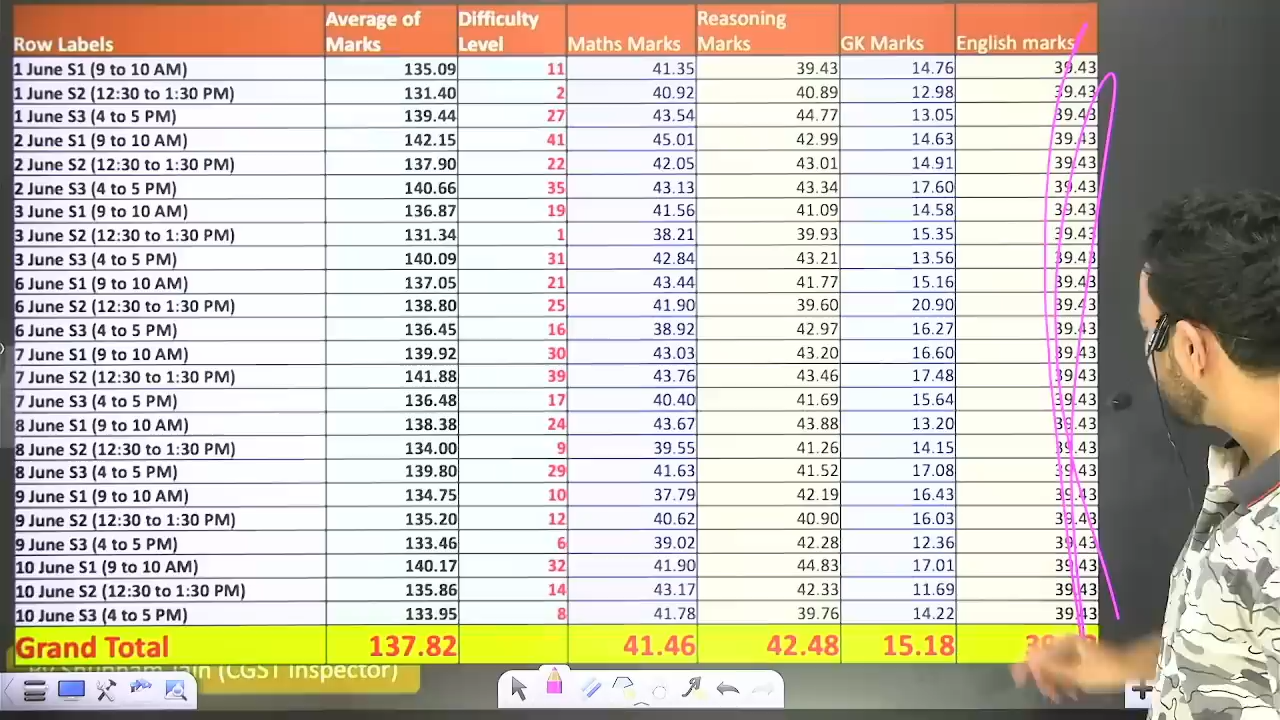 Row Labels Average of Marks Difficulty Level Maths Marks Reasoning Marks GK Marks English marks
1 June S1 (9 to 10 AM) 135.09 11 41.35 39.43 14.76 39.43
1 June S2 (12:30 to 1:30 PM) 131.40 2 40.92 40.89 12.98 39.43
1 June S3 (4 to 5 PM) 139.44 27 43.54 44.77 13.05 39.43
2 June S1 (9 to 10 AM) 142.15 41 45.01 42.99 14.63 39.43
2 June S2 (12:30 to 1:30 PM) 137.90 22 42.05 43.01 14.91 39.43
2 June S3 (4 to 5 PM) 140.66 35 43.13 43.34 17.60 39.43
3 June S1 (9 to 10 AM) 136.87 19 41.56 41.09 14.58 39.43
3 June S2 (12:30 to 1:30 PM) 131.34 1 38.21 39.93 15.35 39.43
3 June S3 (4 to 5 PM) 140.09 31 42.84 43.21 13.56 39.43
6 June S1 (9 to 10 AM) 137.05 21 43.44 41.77 15.16 39.43
6 June S2 (12:30 to 1:30 PM) 138.80 25 41.90 39.60 20.90 39.43
6 June S3 (4 to 5 PM) 136.45 16 38.92 42.97 16.27 39.43
7 June S1 (9 to 10 AM) 139.92 30 43.03 43.20 16.60 39.43
7 June S2 (12:30 to 1:30 PM) 141.88 39 43.76 43.46 17.48 39.43
7 June S3 (4 to 5 PM) 136.48 17 40.40 41.69 15.64 39.43
8 June S1 (9 to 10 AM) 138.38 24 43.67 43.88 13.20 39.43
8 June S2 (12:30 to 1:30 PM) 134.00 9 39.55 41.26 14.15 39.43
8 June S3 (4 to 5 PM) 139.80 29 41.63 41.52 17.08 39.43
9 June S1 (9 to 10 AM) 134.75 10 37.79 42.19 16.43 39.43
9 June S2 (12:30 to 1:30 PM) 135.20 12 40.62 40.90 16.03 39.43
9 June S3 (4 to 5 PM) 133.46 6 39.02 42.28 12.36 39.43
10 June S1 (9 to 10 AM) 140.17 32 41.90 44.83 17.01 39.43
10 June S2 (12:30 to 1:30 PM) 135.86 14 43.17 42.33 11.69 39.43
10 June S3 (4 to 5 PM) 133.95 8 41.78 39.76 14.22 39.43
Grand Total 137.82 41.46 42.48 15.18
By Shubham Jain (CGST Inspector)